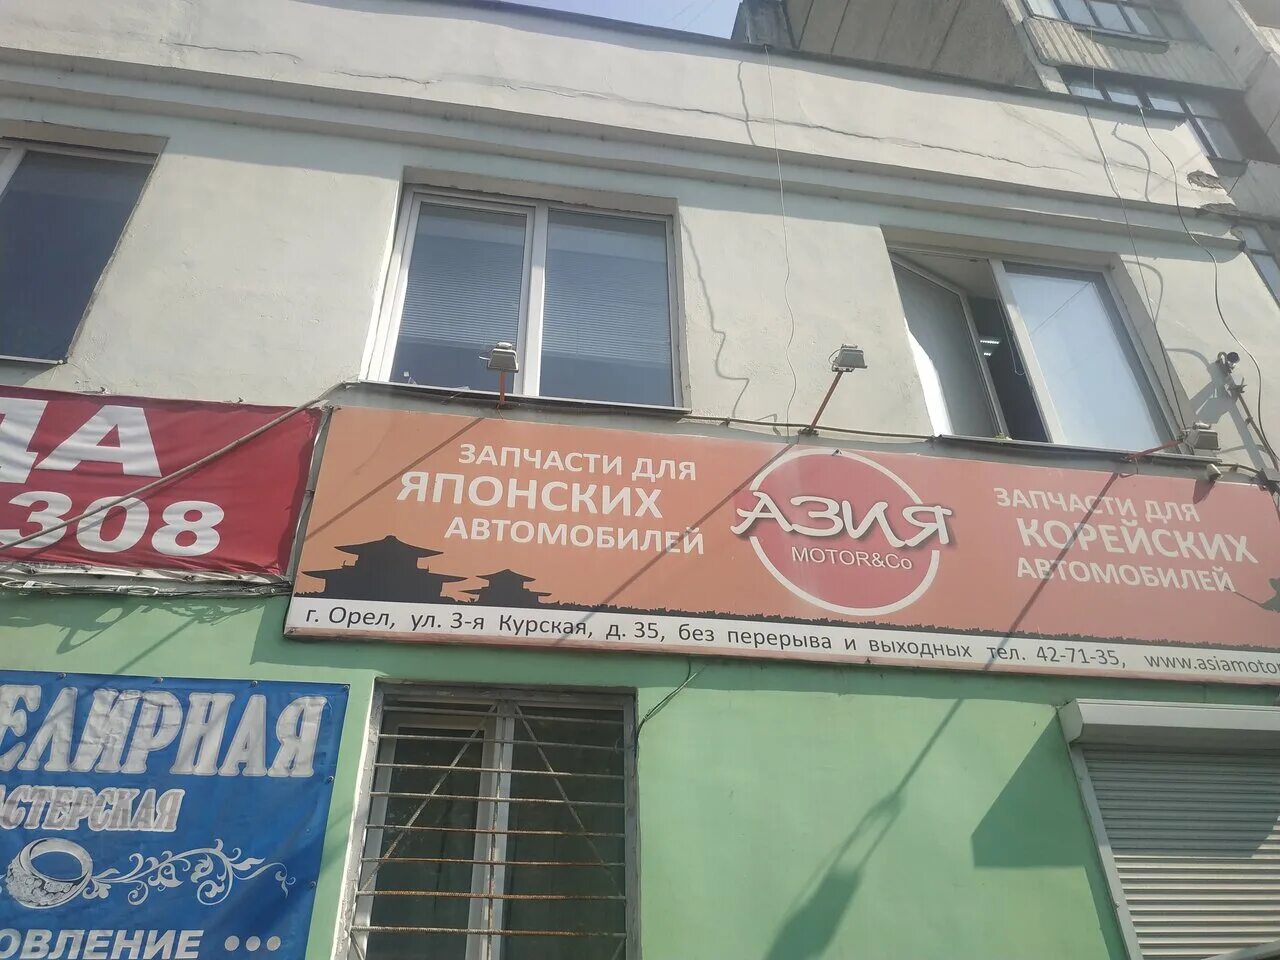 308
ЗАПЧАСТИ ДЛЯ
ЯПОНСКИХ
АВТОМОБИЛЕЙ
АЗИЯ
MOTOR&Co
ЗАПЧАСТИ ДЛЯ
КОРЕЙСКИХ
АВТОМОБИЛЕЙ
г. Орел, ул. 3-я Курская, д. 35, без перерыва и выходных тел. 42-71-35, www.asiamotor
ЕЛИРНАЯ
АСТЕРСКАЯ
ОВЛЕНИЕ ...